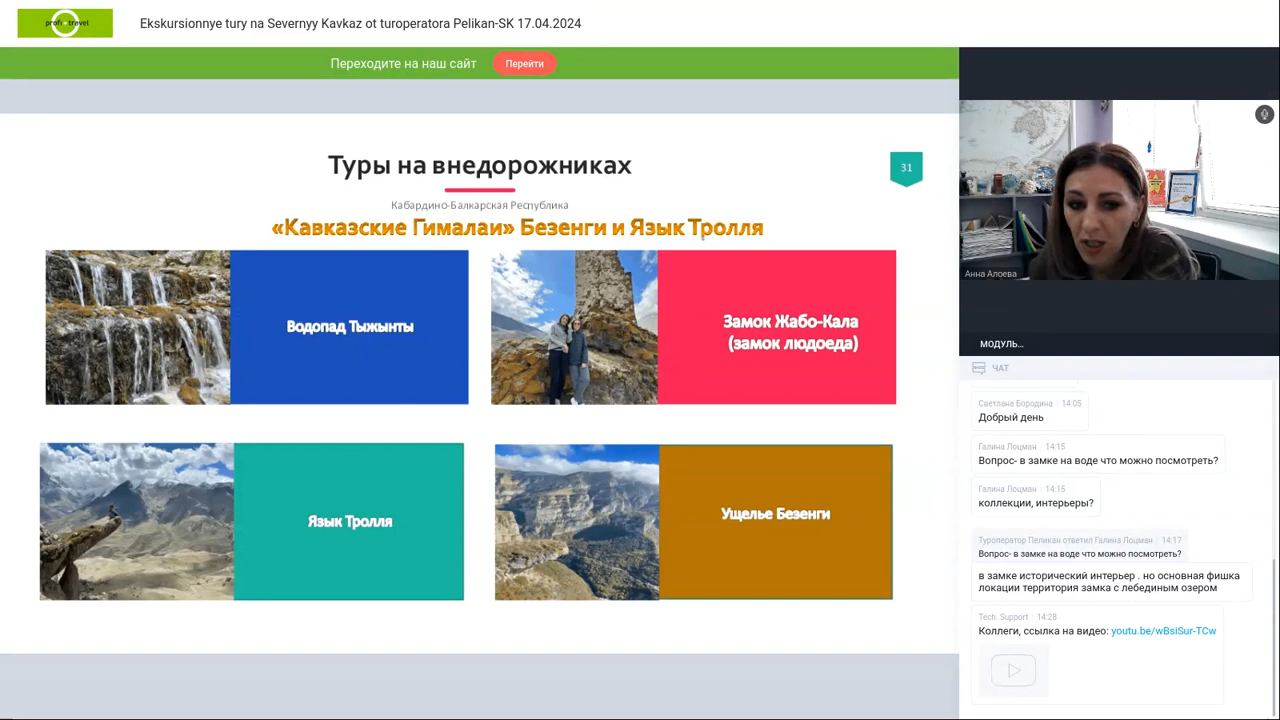 profi travel
Ekskursionnye tury na Severnyy Kavkaz ot turoperatora Pelikan-SK 17.04.2024
Переходите на наш сайт
Перейти
Туры на внедорожниках
31
Кабардино-Балкарская Республика
«Кавказские Гималаи» Безенги и Язык Тролля
Водопад Тыжынты
Замок Жабо-Кала
(замок людоеда)
Язык Тролля
Ущелье Безенги
Анна Алоева
МОДУЛЬ...
ЧАТ
Светлана Бородина 14:05
Добрый день
Галина Лоцман 14:15
Вопрос- в замке на воде что можно посмотреть?
Галина Лоцман 14:15
коллекции, интерьеры?
Туроператор Пеликан ответил Галина Лоцман 14:17
Вопрос- в замке на воде что можно посмотреть?
в замке исторический интерьер . но основная фишка
локации территория замка с лебединым озером
Tech. Support 14:28
Коллеги, ссылка на видео: youtu.be/wBsiSur-TCw